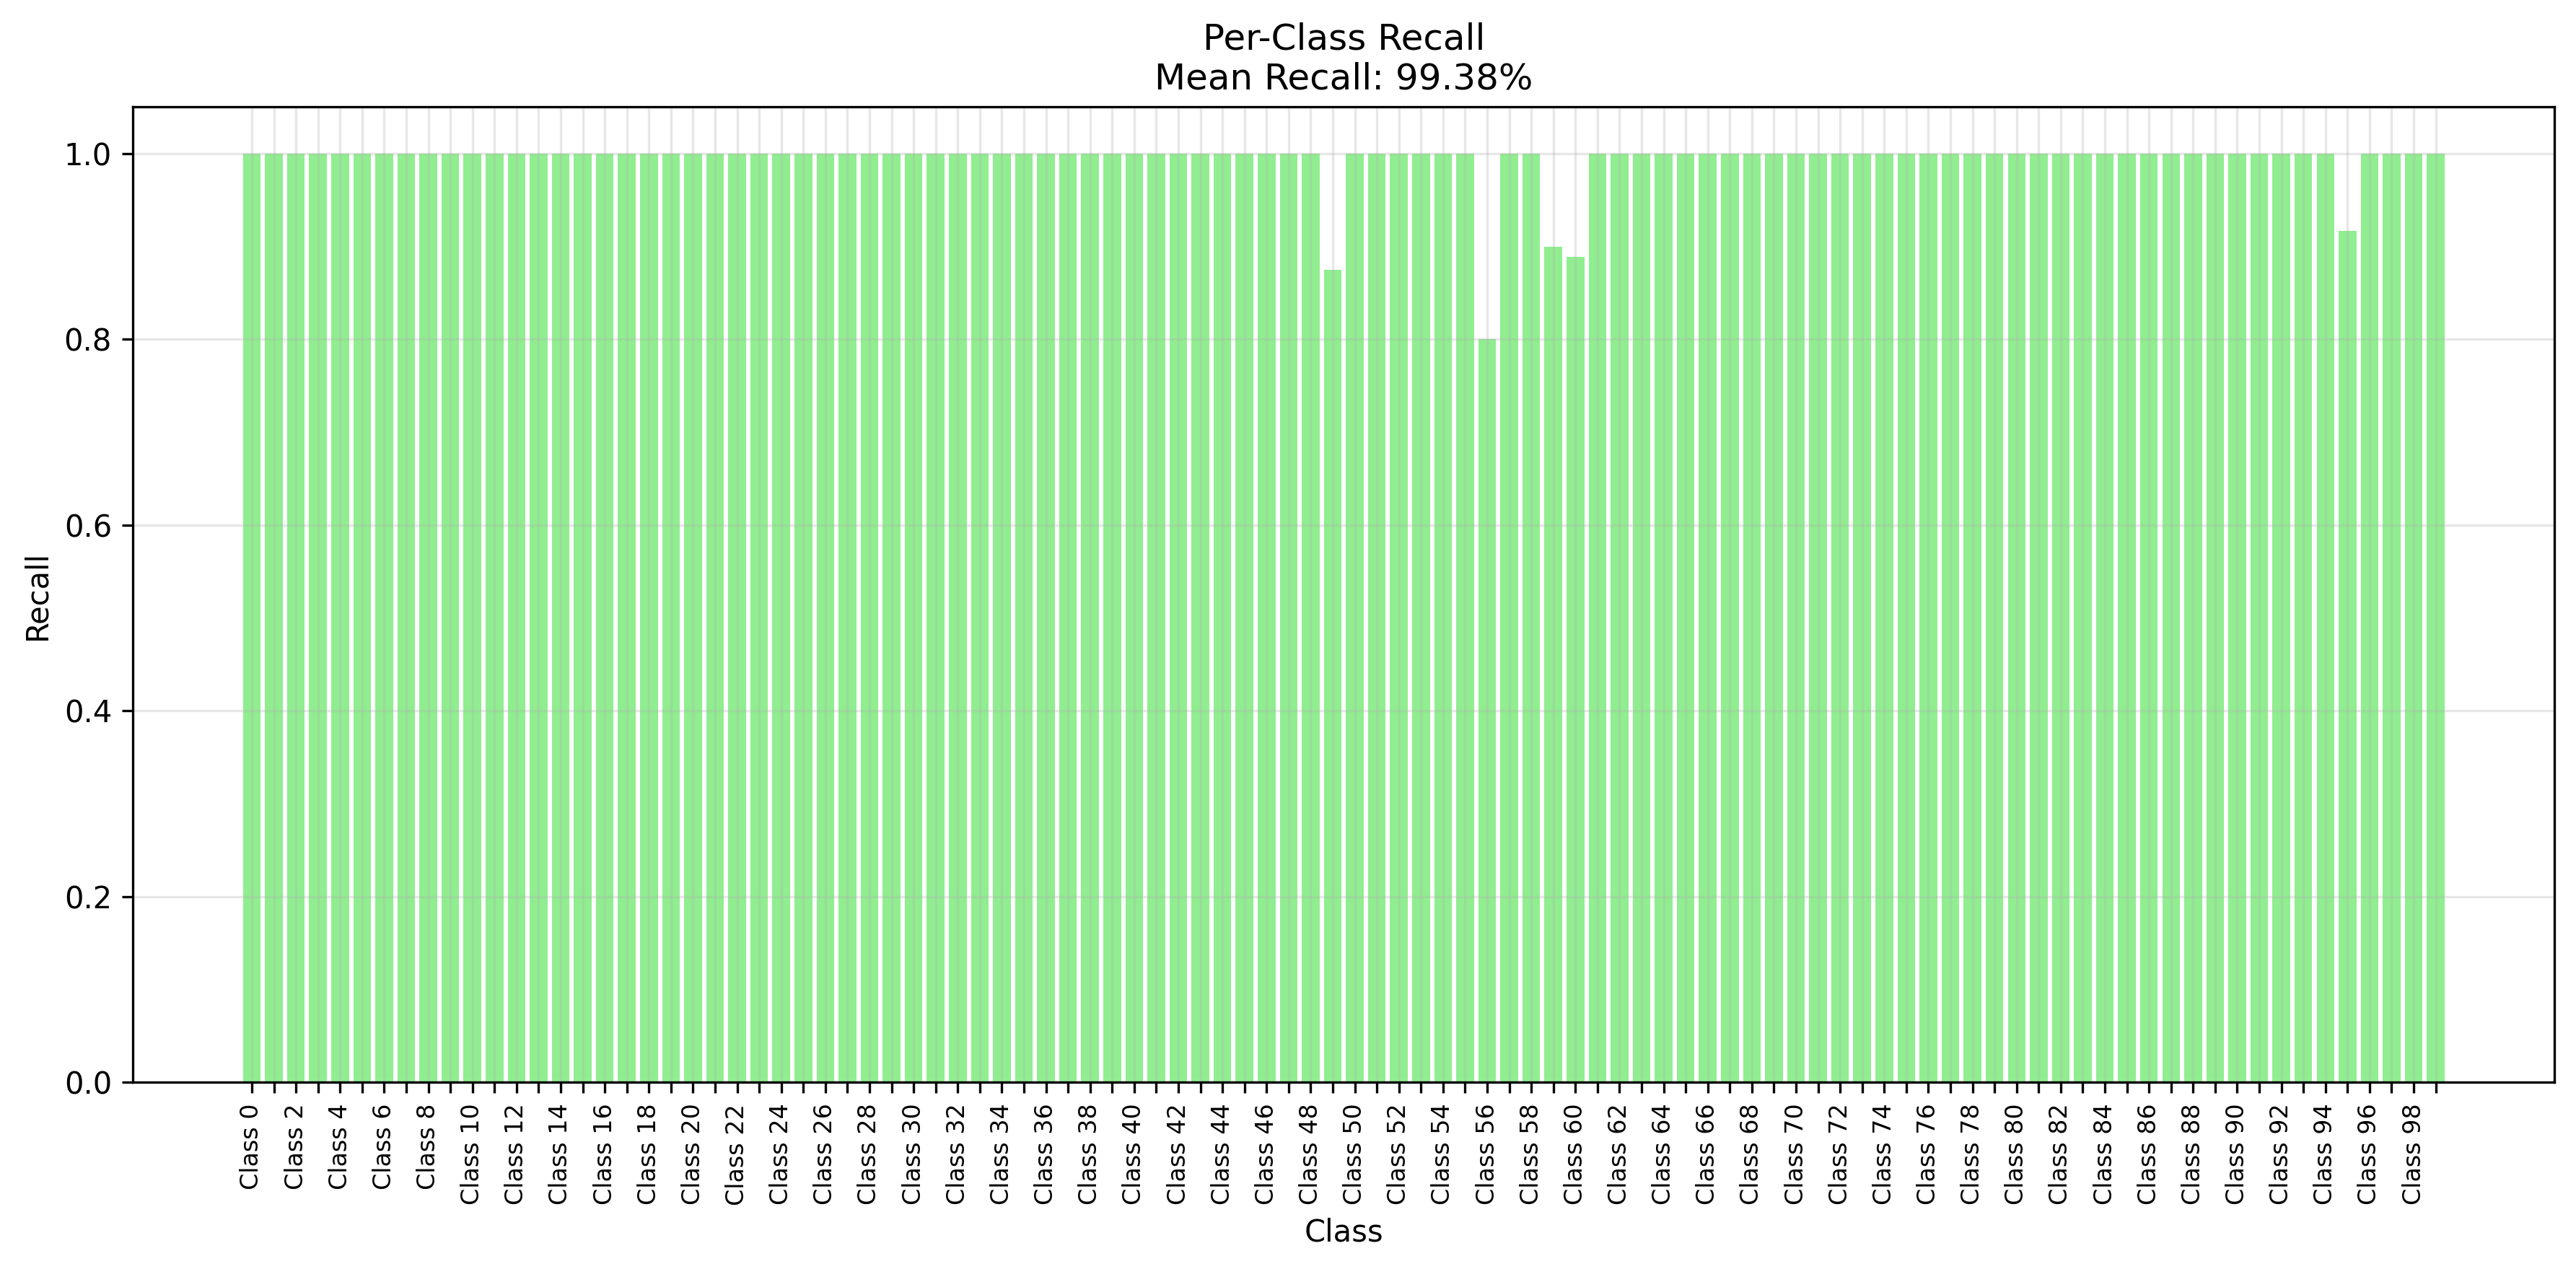 Per-Class Recall
Mean Recall: 99.38%
1.0
0.8
0.6
0.4
0.2
0.0
Recall
Class 0
Class 2
Class 4
Class 6
Class 8
Class 10
Class 12
Class 14
Class 16
Class 18
Class 20
Class 22
Class 24
Class 26
Class 28
Class 30
Class 32
Class 34
Class 36
Class 38
Class 40
Class 42
Class 44
Class 46
Class 48
Class 50
Class 52
Class 54
Class 56
Class 58
Class 60
Class 62
Class 64
Class 66
Class 68
Class 70
Class 72
Class 74
Class 76
Class 78
Class 80
Class 82
Class 84
Class 86
Class 88
Class 90
Class 92
Class 94
Class 96
Class 98
Class